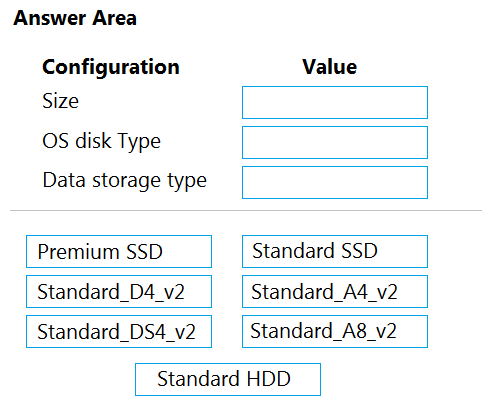 Answer Area
Configuration Value
Size
OS disk Type
Data storage type
Premium SSD Standard SSD
Standard_D4_v2 Standard_A4_v2
Standard_DS4_v2 Standard_A8_v2
Standard HDD